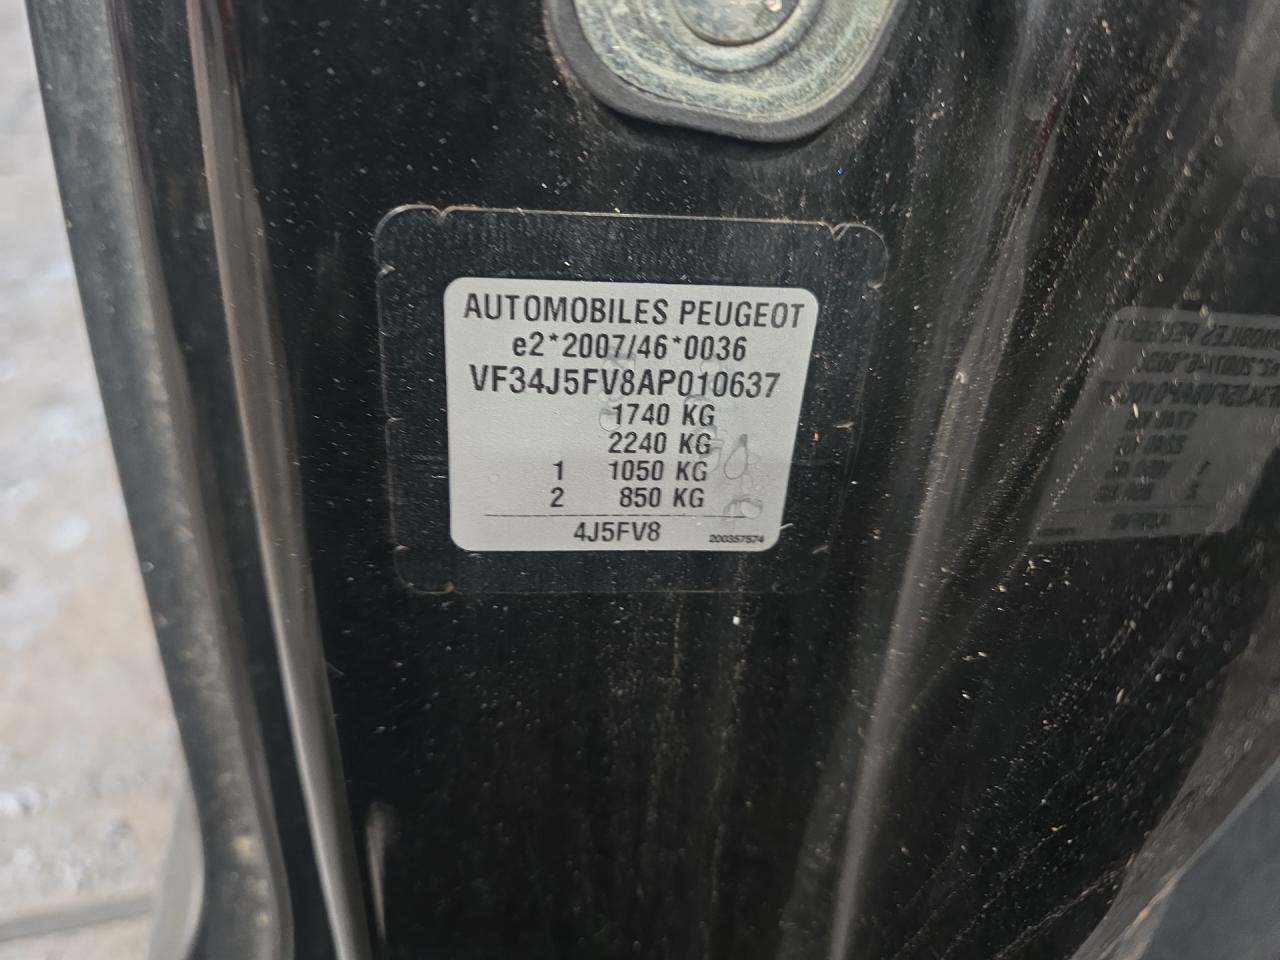 AUTOMOBILES PEUGEOT
e2*2007/46*0036
VF34J5FV8AP010637
1740 KG
2240 KG
1 1050 KG
2 850 KG
4J5FV8 200357574